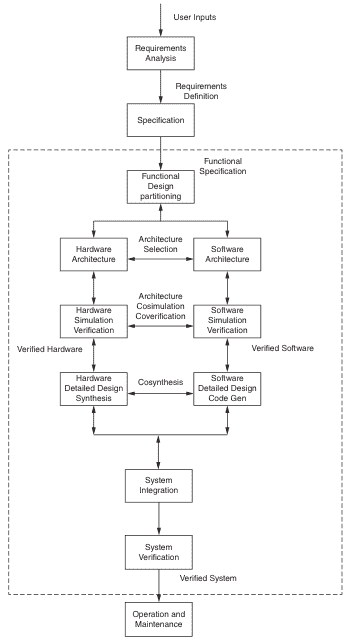 User Inputs
Requirements
Analysis
Requirements
Definition
Specification
Functional
Specification
Functional
Design
partitioning
Hardware
Architecture
Architecture
Selection
Software
Architecture
Hardware
Simulation
Verification
Architecture
Cosimulation
Coverification
Software
Simulation
Verification
Verified Hardware
Verified Software
Hardware
Detailed Design
Synthesis
Cosynthesis
Software
Detailed Design
Code Gen
System
Integration
System
Verification
Verified System
Operation and
Maintenance